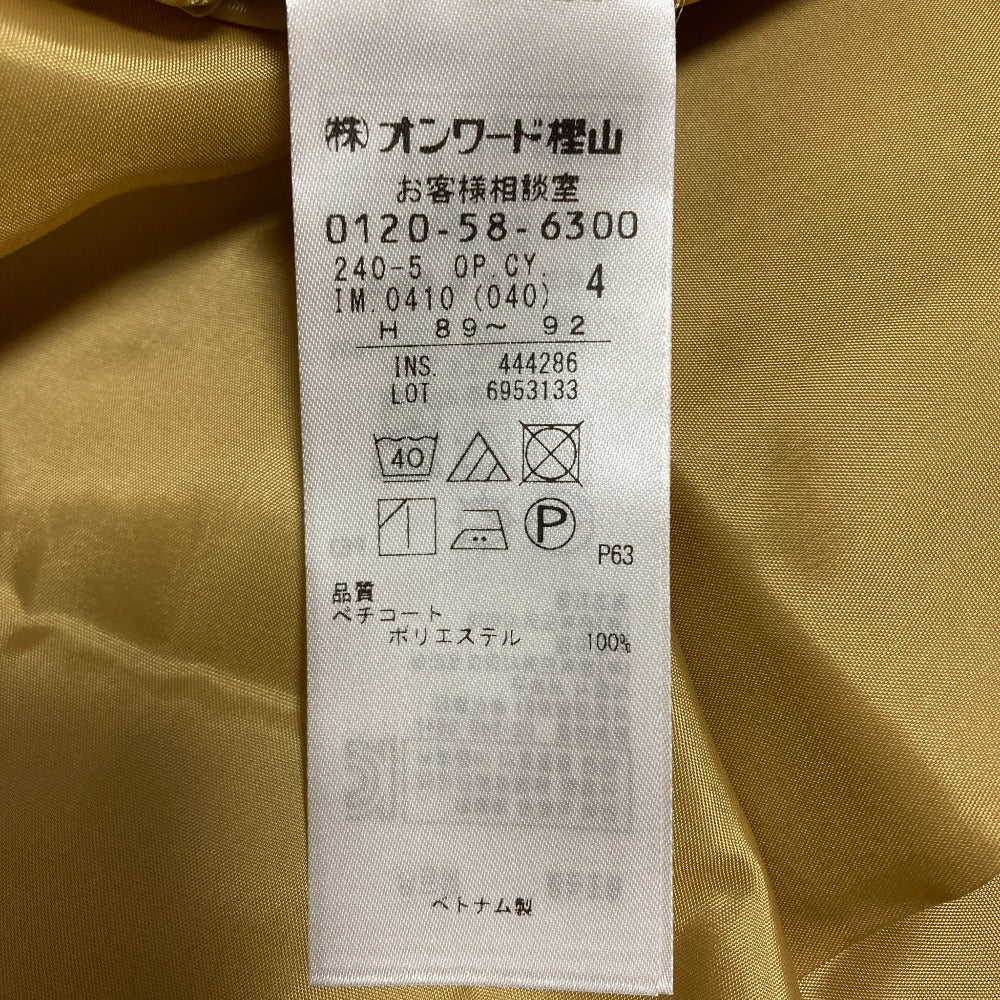 ㈱オンワード樫山
お客様相談室
0120-58-6300
240-5 OP.CY. 4
IM.0410(040)
H 89〜 92
INS. 444286
LOT 6953133
40
P
P63
品質
ペチコート
ポリエステル 100%
ベトナム製